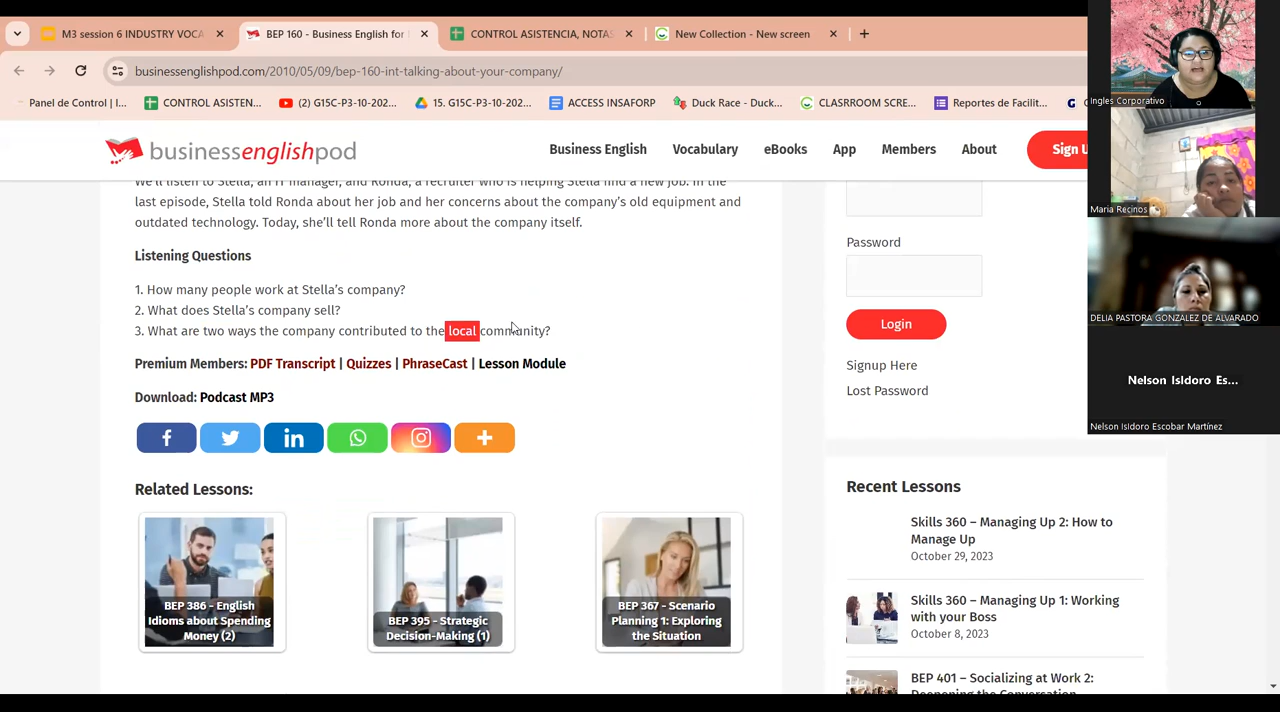 M3 session 6 INDUSTRY VOCA
BEP 160 - Business English for
CONTROL ASISTENCIA, NOTAS
New Collection - New screen
businessenglishpod.com/2010/05/09/bep-160-int-talking-about-your-company/
Panel de Control | I...
CONTROL ASISTEN...
(2) G15C-P3-10-202...
15. G15C-P3-10-202...
ACCESS INSAFORP
Duck Race - Duck...
CLASRROOM SCRE...
Reportes de Facilit...
businessenglishpod
Business English
Vocabulary
eBooks
App
Members
About
Sign U
We'll listen to Stella, an IT manager, and Ronda, a recruiter who is helping Stella find a new job. In the
last episode, Stella told Ronda about her job and her concerns about the company's old equipment and
outdated technology. Today, she'll tell Ronda more about the company itself.
Listening Questions
1. How many people work at Stella's company?
2. What does Stella's company sell?
3. What are two ways the company contributed to the local community?
Premium Members: PDF Transcript | Quizzes | PhraseCast | Lesson Module
Download: Podcast MP3
Related Lessons:
BEP 386 - English
Idioms about Spending
Money (2)
BEP 395 - Strategic
Decision-Making (1)
BEP 367 - Scenario
Planning 1: Exploring
the Situation
Password
Login
Signup Here
Lost Password
Recent Lessons
Skills 360 – Managing Up 2: How to
Manage Up
October 29, 2023
Skills 360 – Managing Up 1: Working
with your Boss
October 8, 2023
BEP 401 – Socializing at Work 2:
Deepening the Conversation
Ingles Corporativo
Maria Recinos
DELIA PASTORA GONZALEZ DE ALVARADO
Nelson Isidoro Es...
Nelson Isidoro Escobar Martínez